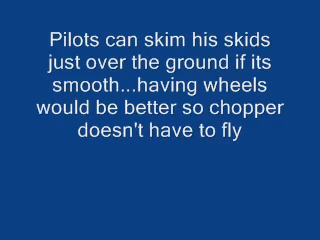 Pilots can skim his skids
just over the ground if its
smooth...having wheels
would be better so chopper
doesn't have to fly